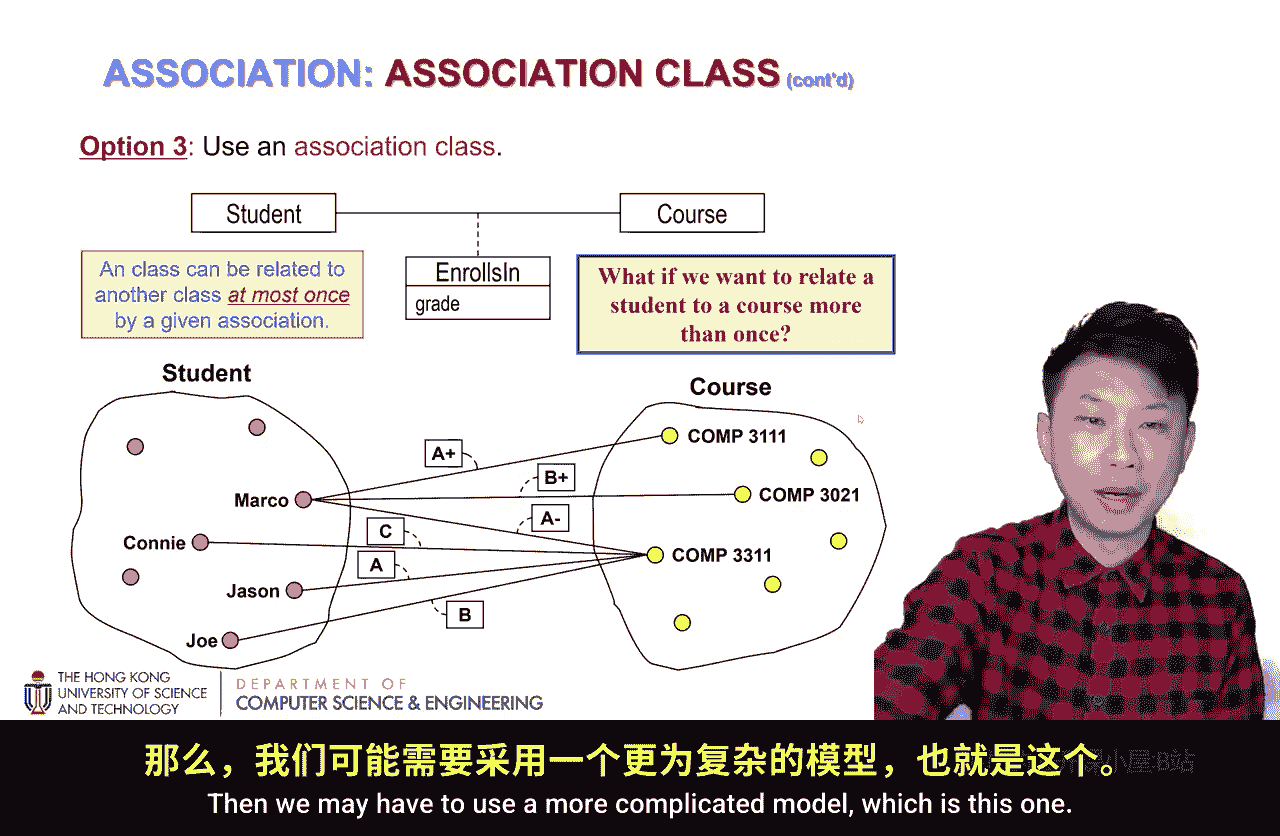 ASSOCIATION: ASSOCIATION CLASS (cont'd)
Option 3: Use an association class.
Student
Course
An class can be related to
another class at most once
by a given association.
EnrollsIn
grade
What if we want to relate a
student to a course more
than once?
Student
Course
A+
COMP 3111
B+
Marco
COMP 3021
A-
C
Connie
COMP 3311
A
Jason
B
Joe
THE HONG KONG
UNIVERSITY OF SCIENCE
AND TECHNOLOGY
DEPARTMENT OF
COMPUTER SCIENCE & ENGINEERING
那么，我们可能需要采用一个更为复杂的模型，也就是这个。
小屋:B站
Then we may have to use a more complicated model, which is this one.